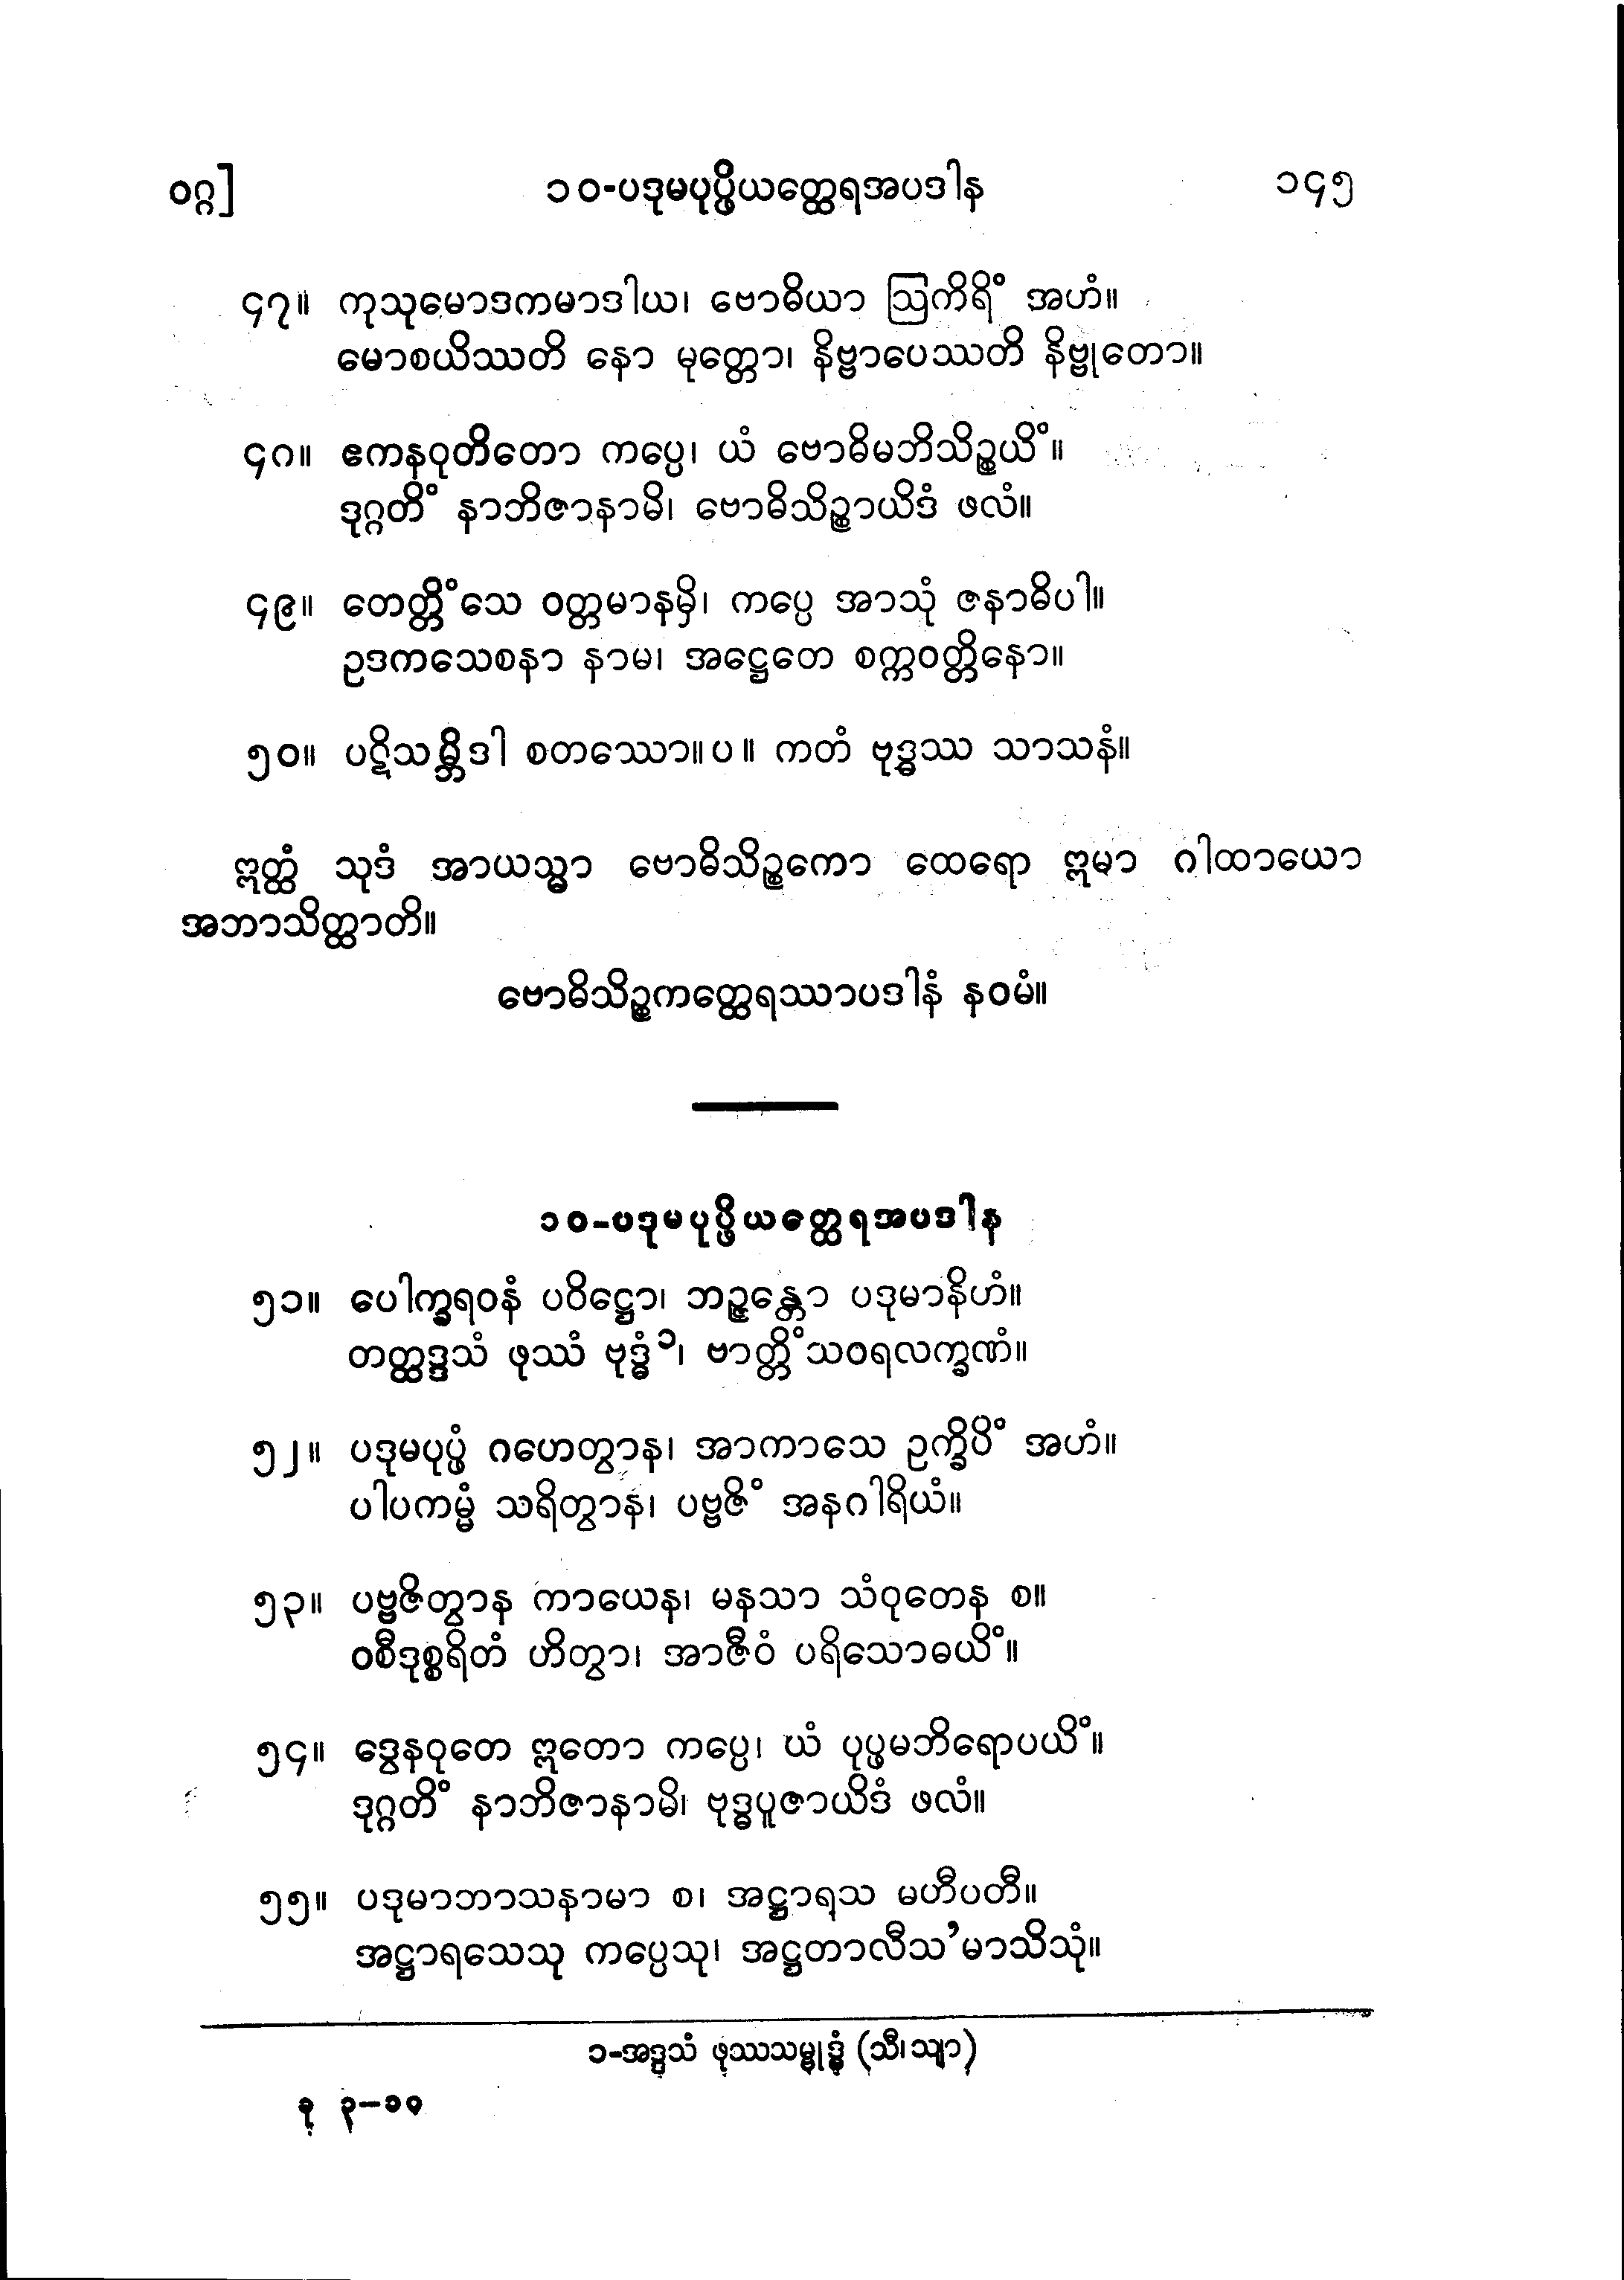 ဝဂ္ဂ] ၁၀-ပဒုမပုပ္ဖိယတ္ထေရအပဒါန ၁၄၅
၄၇။ ကုသုမောဒကမာဒါယ၊ ဗောဓိယာ ဩကိရိံ အဟံ။
မောစယိဿတိ နော မုတ္တော၊ နိဗ္ဗာပေဿတိ နိဗ္ဗုတော။
၄၈။ ဧကနဝုတိတော ကပ္ပေ၊ ယံ ဗောဓိမဘိသိဉ္စယိံ။
ဒုဂ္ဂတိံ နာဘိဇာနာမိ၊ ဗောဓိသိဉ္စာယိဒံ ဖလံ။
၄၉။ တေတ္တိံသေ ဝတ္တမာနမှိ၊ ကပ္ပေ အာသုံ ဇနာဓိပါ။
ဥဒကသေစနာ နာမ၊ အဋ္ဌေတေ စက္ကဝတ္တိနော။
၅၀။ ပဋိသမ္ဘိဒါ စတဿော။ပ။ ကတံ ဗုဒ္ဓဿ သာသနံ။
ဣတ္ထံ သုဒံ အာယသ္မာ ဗောဓိသိဉ္စကော ထေရော ဣမာ ဂါထာယော
အဘာသိတ္ထာတိ။
ဗောဓိသိဉ္စကတ္ထေရဿာပဒါနံ နဝမံ။
၁၀-ပဒုမပုပ္ဖိယတ္ထေရအပဒါန
၅၁။ ပေါက္ခရဝနံ ပဝိဋ္ဌော၊ ဘဉ္ဇန္တော ပဒုမာနိဟံ။
တတ္ထဒ္ဒသံ ဖုဿံ ဗုဒ္ဓံ၁၊ ဗာတ္တိံသဝရလက္ခဏံ။
၅၂။ ပဒုမပုပ္ဖံ ဂဟေတွာန၊ အာကာသေ ဥက္ခိပိံ အဟံ။
ပါပကမ္မံ သရိတွာန၊ ပဗ္ဗဇိံ အနဂါရိယံ။
၅၃။ ပဗ္ဗဇိတွာန ကာယေန၊ မနသာ သံဝုတေန စ။
ဝစီဒုစ္စရိတံ ဟိတွာ၊ အာဇီဝံ ပရိသောဓယိံ။
၅၄။ ဒွေနဝုတေ ဣတော ကပ္ပေ၊ ယံ ပုပ္ဖမဘိရောပယိံ။
ဒုဂ္ဂတိံ နာဘိဇာနာမိ၊ ဗုဒ္ဓပူဇာယိဒံ ဖလံ။
၅၅။ ပဒုမာဘာသနာမာ စ၊ အဋ္ဌာရသ မဟီပတီ။
အဋ္ဌာရသေသု ကပ္ပေသု၊ အဋ္ဌတာလီသ’မာသိသုံ။
၁-အဒ္ဒသံ ဖုဿသမ္ဗုဒ္ဓံ (သီ၊သျာ)
ခု ၃–၁၀